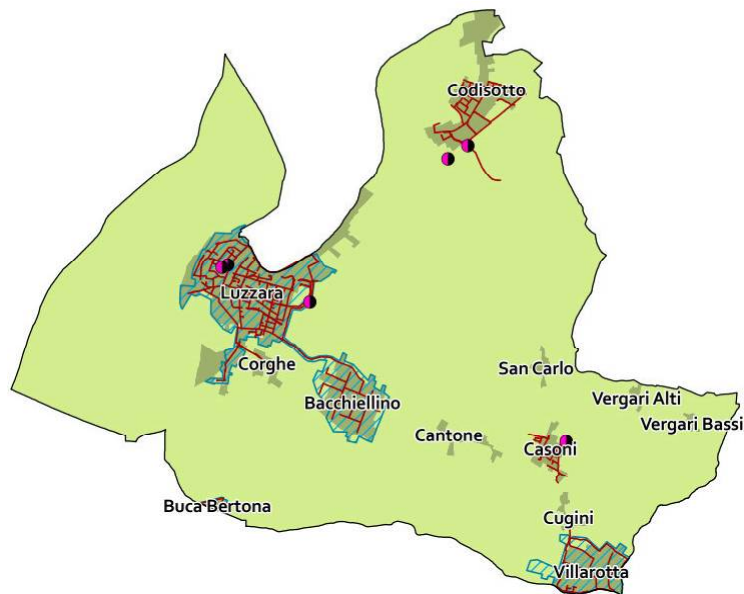 Codisotto
Luzzara
Corghe
San Carlo
Bacchiellino
Vergari Alti
Vergari Bassi
Cantone
Casoni
Buca Bertona
Cugini
Villarotta